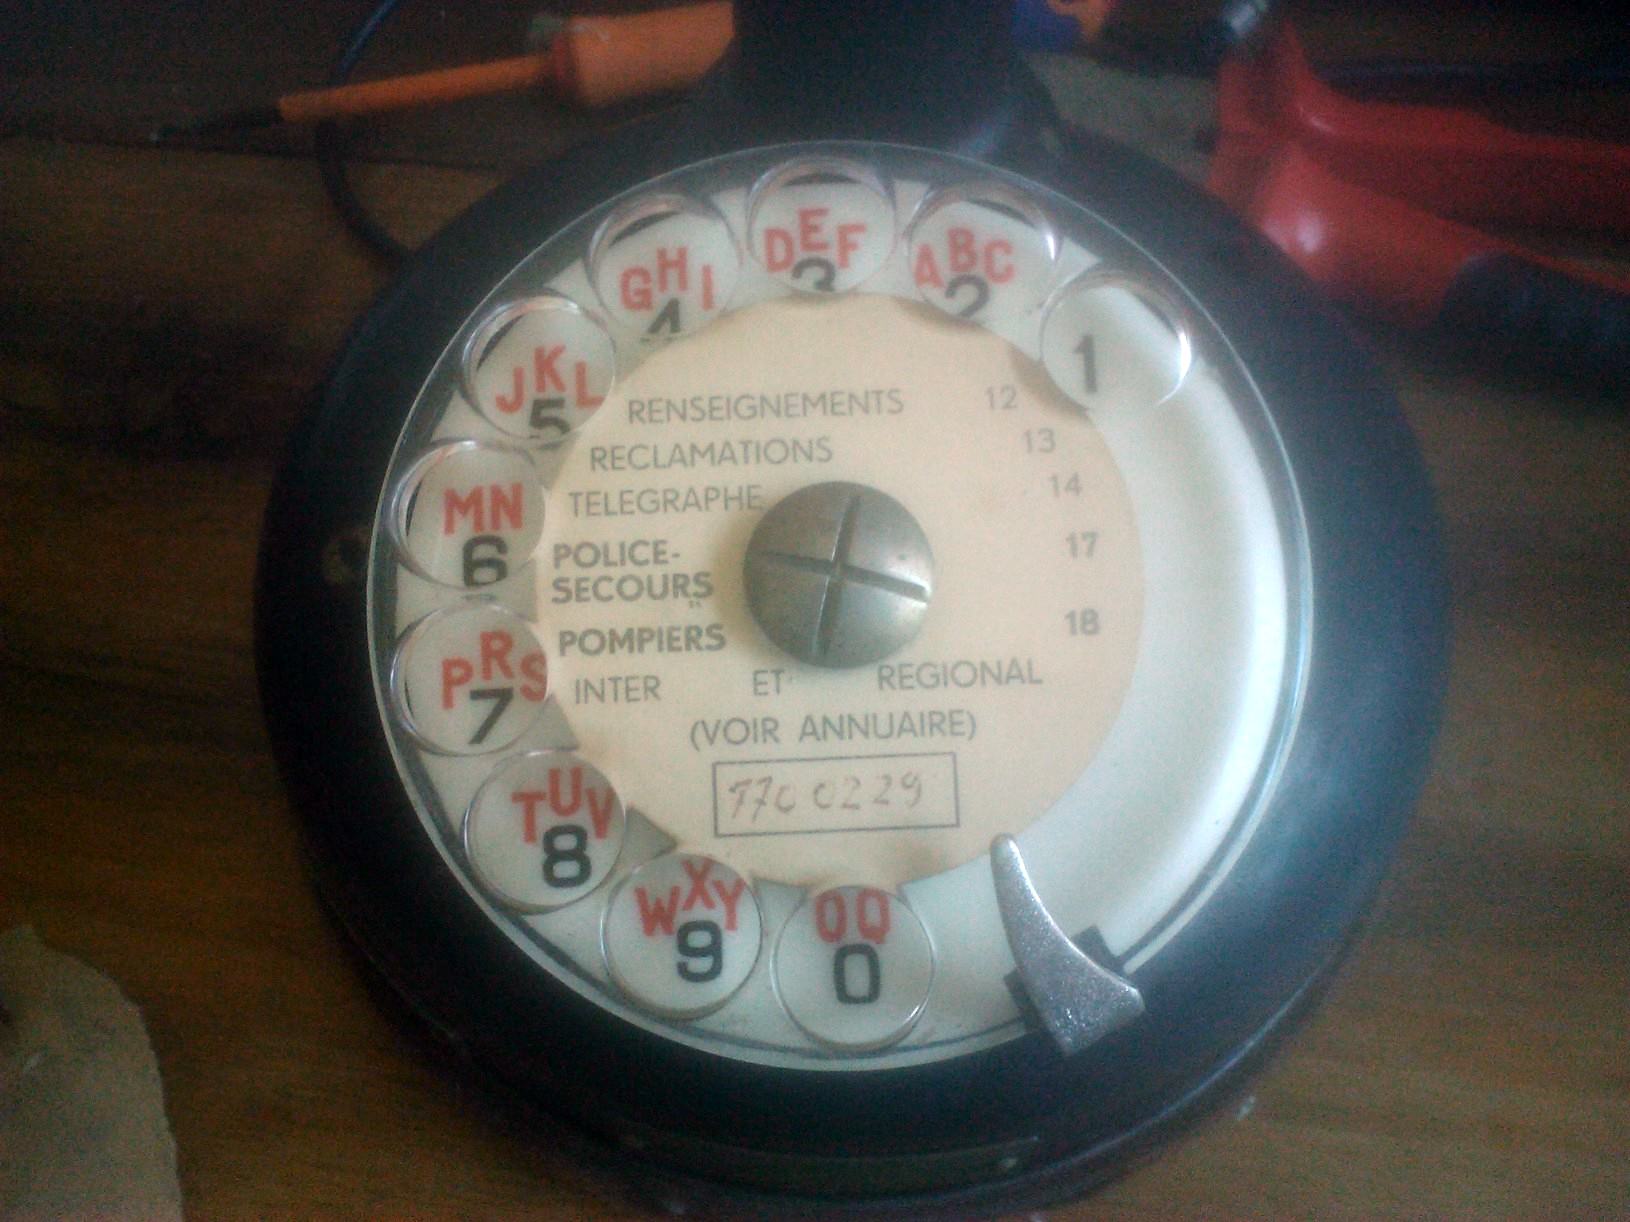 1
ABC
2
DEF
3
GHI
4
JKL
5
MN
6
PRS
7
TUV
8
WXY
9
OQ
0
RENSEIGNEMENTS 12
RECLAMATIONS 13
TELEGRAPHE 14
POLICE- 17
SECOURS
POMPIERS 18
INTER ET REGIONAL
(VOIR ANNUAIRE)
770 0229